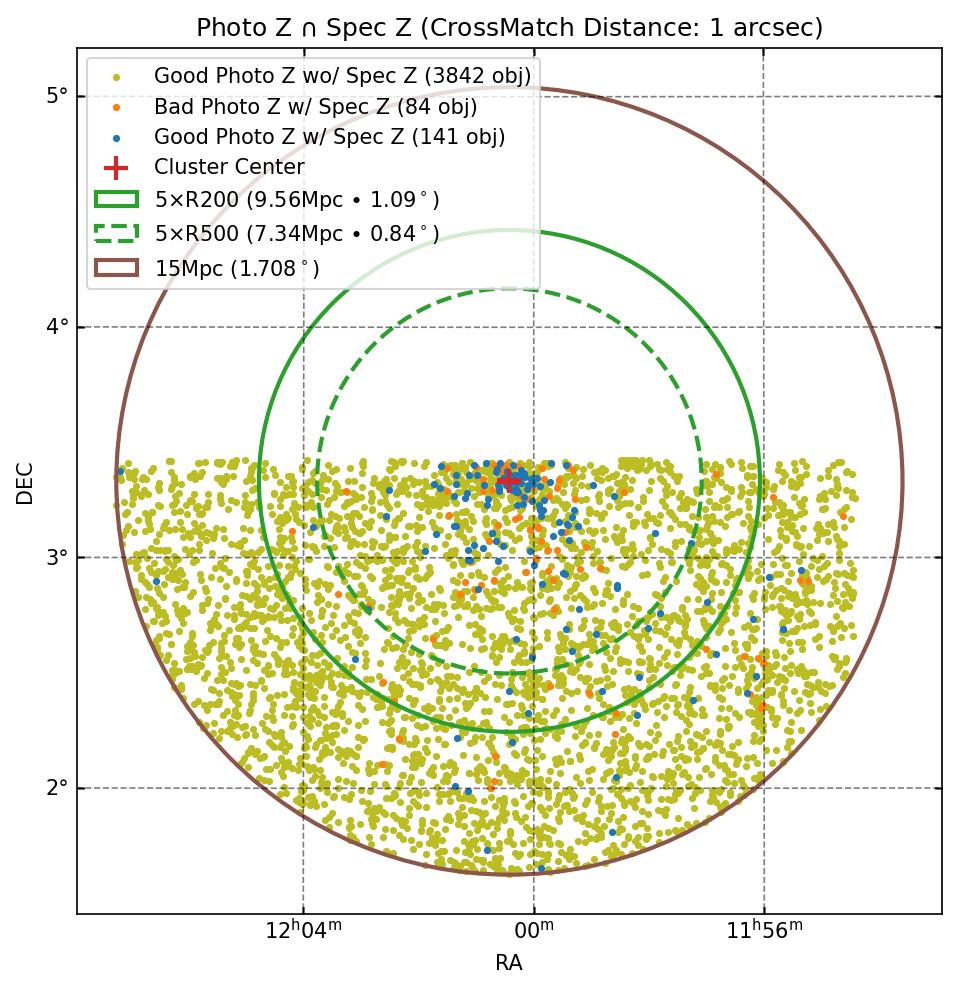 Photo Z ∩ Spec Z (CrossMatch Distance: 1 arcsec)
Good Photo Z wo/ Spec Z (3842 obj)
Bad Photo Z w/ Spec Z (84 obj)
Good Photo Z w/ Spec Z (141 obj)
Cluster Center
5×R200 (9.56Mpc • 1.09°)
5×R500 (7.34Mpc • 0.84°)
15Mpc (1.708°)
5°
4°
3°
2°
DEC
12ʰ04ᵐ 00ᵐ 11ʰ56ᵐ
RA